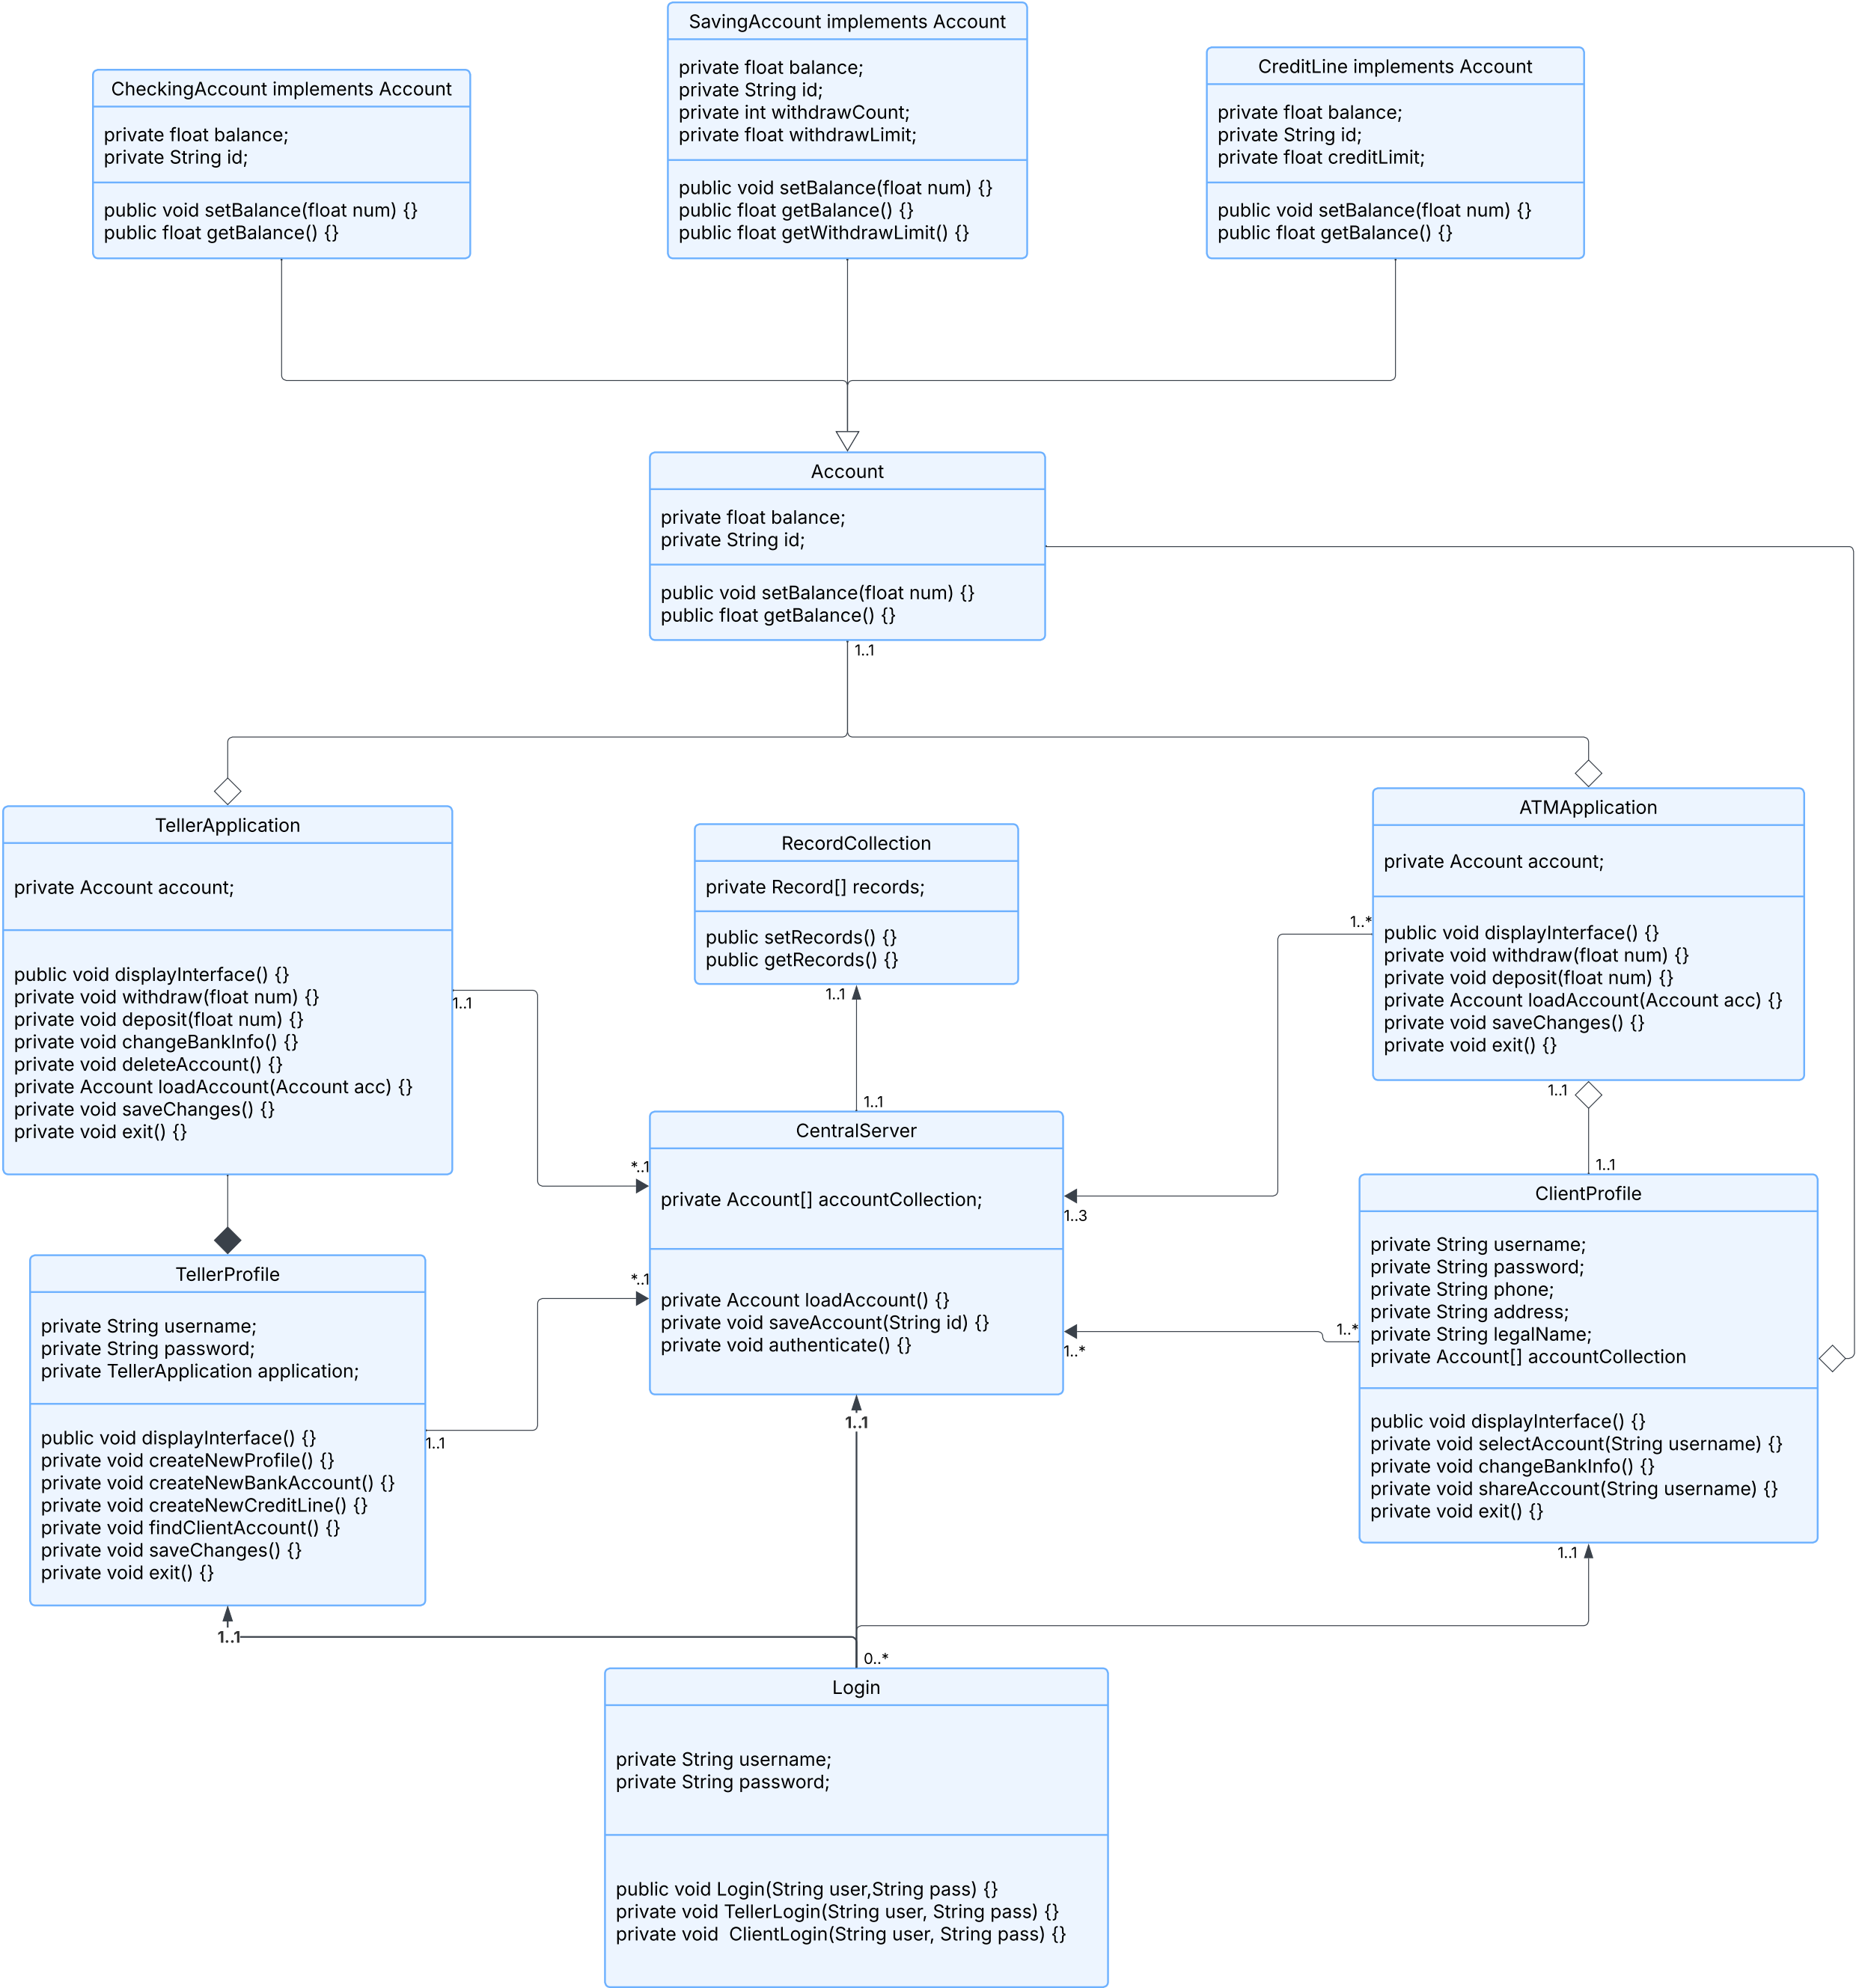 SavingAccount implements Account
private float balance;
private String id;
private int withdrawCount;
private float withdrawLimit;
public void setBalance(float num) {}
public float getBalance() {}
public float getWithdrawLimit() {}
CheckingAccount implements Account
private float balance;
private String id;
public void setBalance(float num) {}
public float getBalance() {}
CreditLine implements Account
private float balance;
private String id;
private float creditLimit;
public void setBalance(float num) {}
public float getBalance() {}
Account
private float balance;
private String id;
public void setBalance(float num) {}
public float getBalance() {}
1..1
TellerApplication
private Account account;
public void displayInterface() {}
private void withdraw(float num) {}
private void deposit(float num) {}
private void changeBankInfo() {}
private void deleteAccount() {}
private Account loadAccount(Account acc) {}
private void saveChanges() {}
private void exit() {}
1..1
RecordCollection
private Record[] records;
public setRecords() {}
public getRecords() {}
1..1
1..1
ATMApplication
private Account account;
1..*
public void displayInterface() {}
private void withdraw(float num) {}
private void deposit(float num) {}
private Account loadAccount(Account acc) {}
private void saveChanges() {}
private void exit() {}
1..1
1..1
CentralServer
*..1
private Account[] accountCollection;
1..3
*..1
private Account loadAccount() {}
private void saveAccount(String id) {}
private void authenticate() {}
1..*
1..1
TellerProfile
private String username;
private String password;
private TellerApplication application;
public void displayInterface() {}
private void createNewProfile() {}
private void createNewBankAccount() {}
private void createNewCreditLine() {}
private void findClientAccount() {}
private void saveChanges() {}
private void exit() {}
1..1
1..1
ClientProfile
private String username;
private String password;
private String phone;
private String address;
private String legalName;
private Account[] accountCollection
1..*
public void displayInterface() {}
private void selectAccount(String username) {}
private void changeBankInfo() {}
private void shareAccount(String username) {}
private void exit() {}
1..1
0..*
Login
private String username;
private String password;
public void Login(String user,String pass) {}
private void TellerLogin(String user, String pass) {}
private void  ClientLogin(String user, String pass) {}